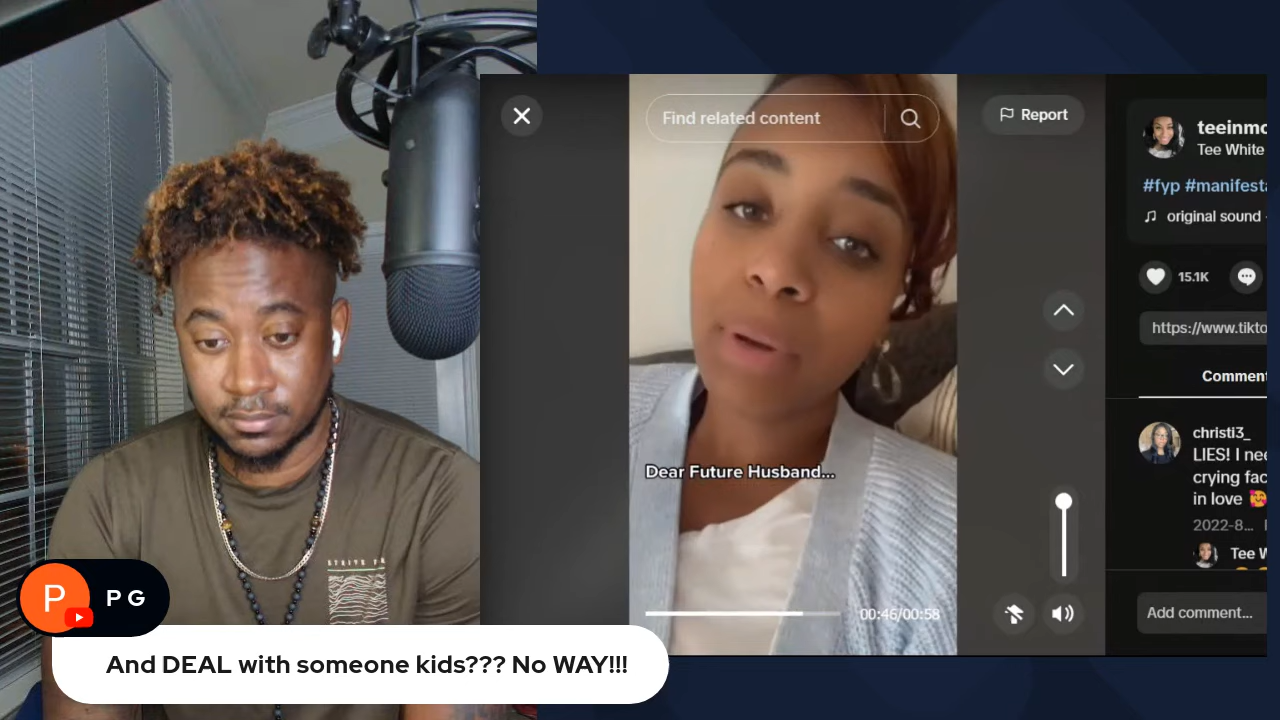 Find related content
Report
teeinmo
Tee White
#fyp #manifesta
original sound -
15.1K
https://www.tikto
Comment
christi3_
LIES! I nee
crying fac
in love
2022-8...
Tee W
Dear Future Husband...
00:46/00:58
Add comment...
P
P G
And DEAL with someone kids??? No WAY!!!